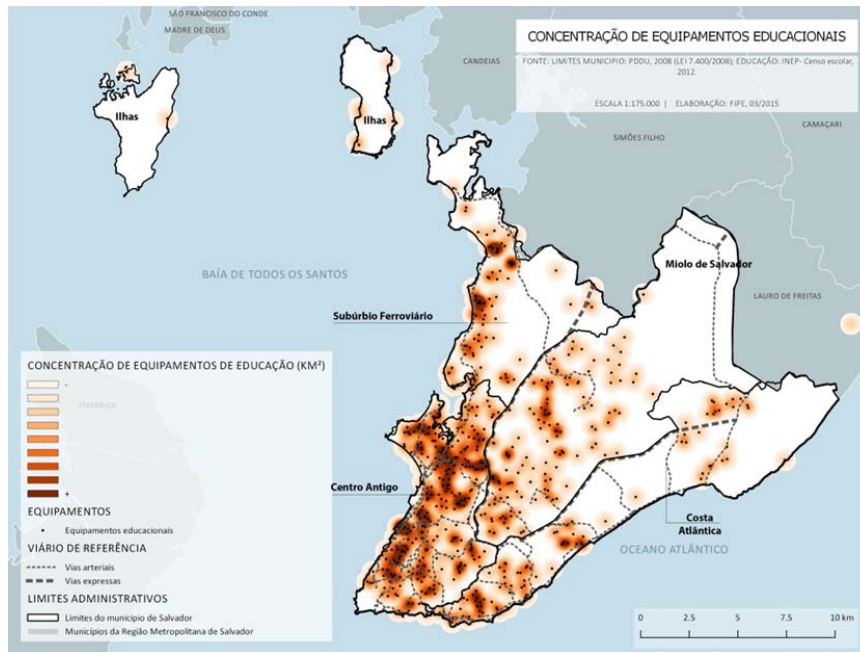 SÃO FRANCISCO DO CONDE
MADRE DE DEUS
CONCENTRAÇÃO DE EQUIPAMENTOS EDUCACIONAIS
FONTE: LIMITES MUNICIPIO: PDDU, 2008 (LEI 7.400/2008); EDUCAÇÃO: INEP- Censo escolar,
2012.
ESCALA 1:175.000 | ELABORAÇÃO: FIPE, 03/2015
CANDEIAS
CAMAÇARI
SIMÕES FILHO
Ilhas
Ilhas
Miolo de Salvador
BAÍA DE TODOS OS SANTOS
LAURO DE FREITAS
Subúrbio Ferroviário
CONCENTRAÇÃO DE EQUIPAMENTOS DE EDUCAÇÃO (KM²)
-
ITAPARICA
+
Centro Antigo
EQUIPAMENTOS
Equipamentos educacionais
Costa
Atlântica
OCEANO ATLÂNTICO
VIÁRIO DE REFERÊNCIA
Vias arteriais
Vias expressas
LIMITES ADMINISTRATIVOS
Limites do município de Salvador
Municípios da Região Metropolitana de Salvador
0 2.5 5 7.5 10 km